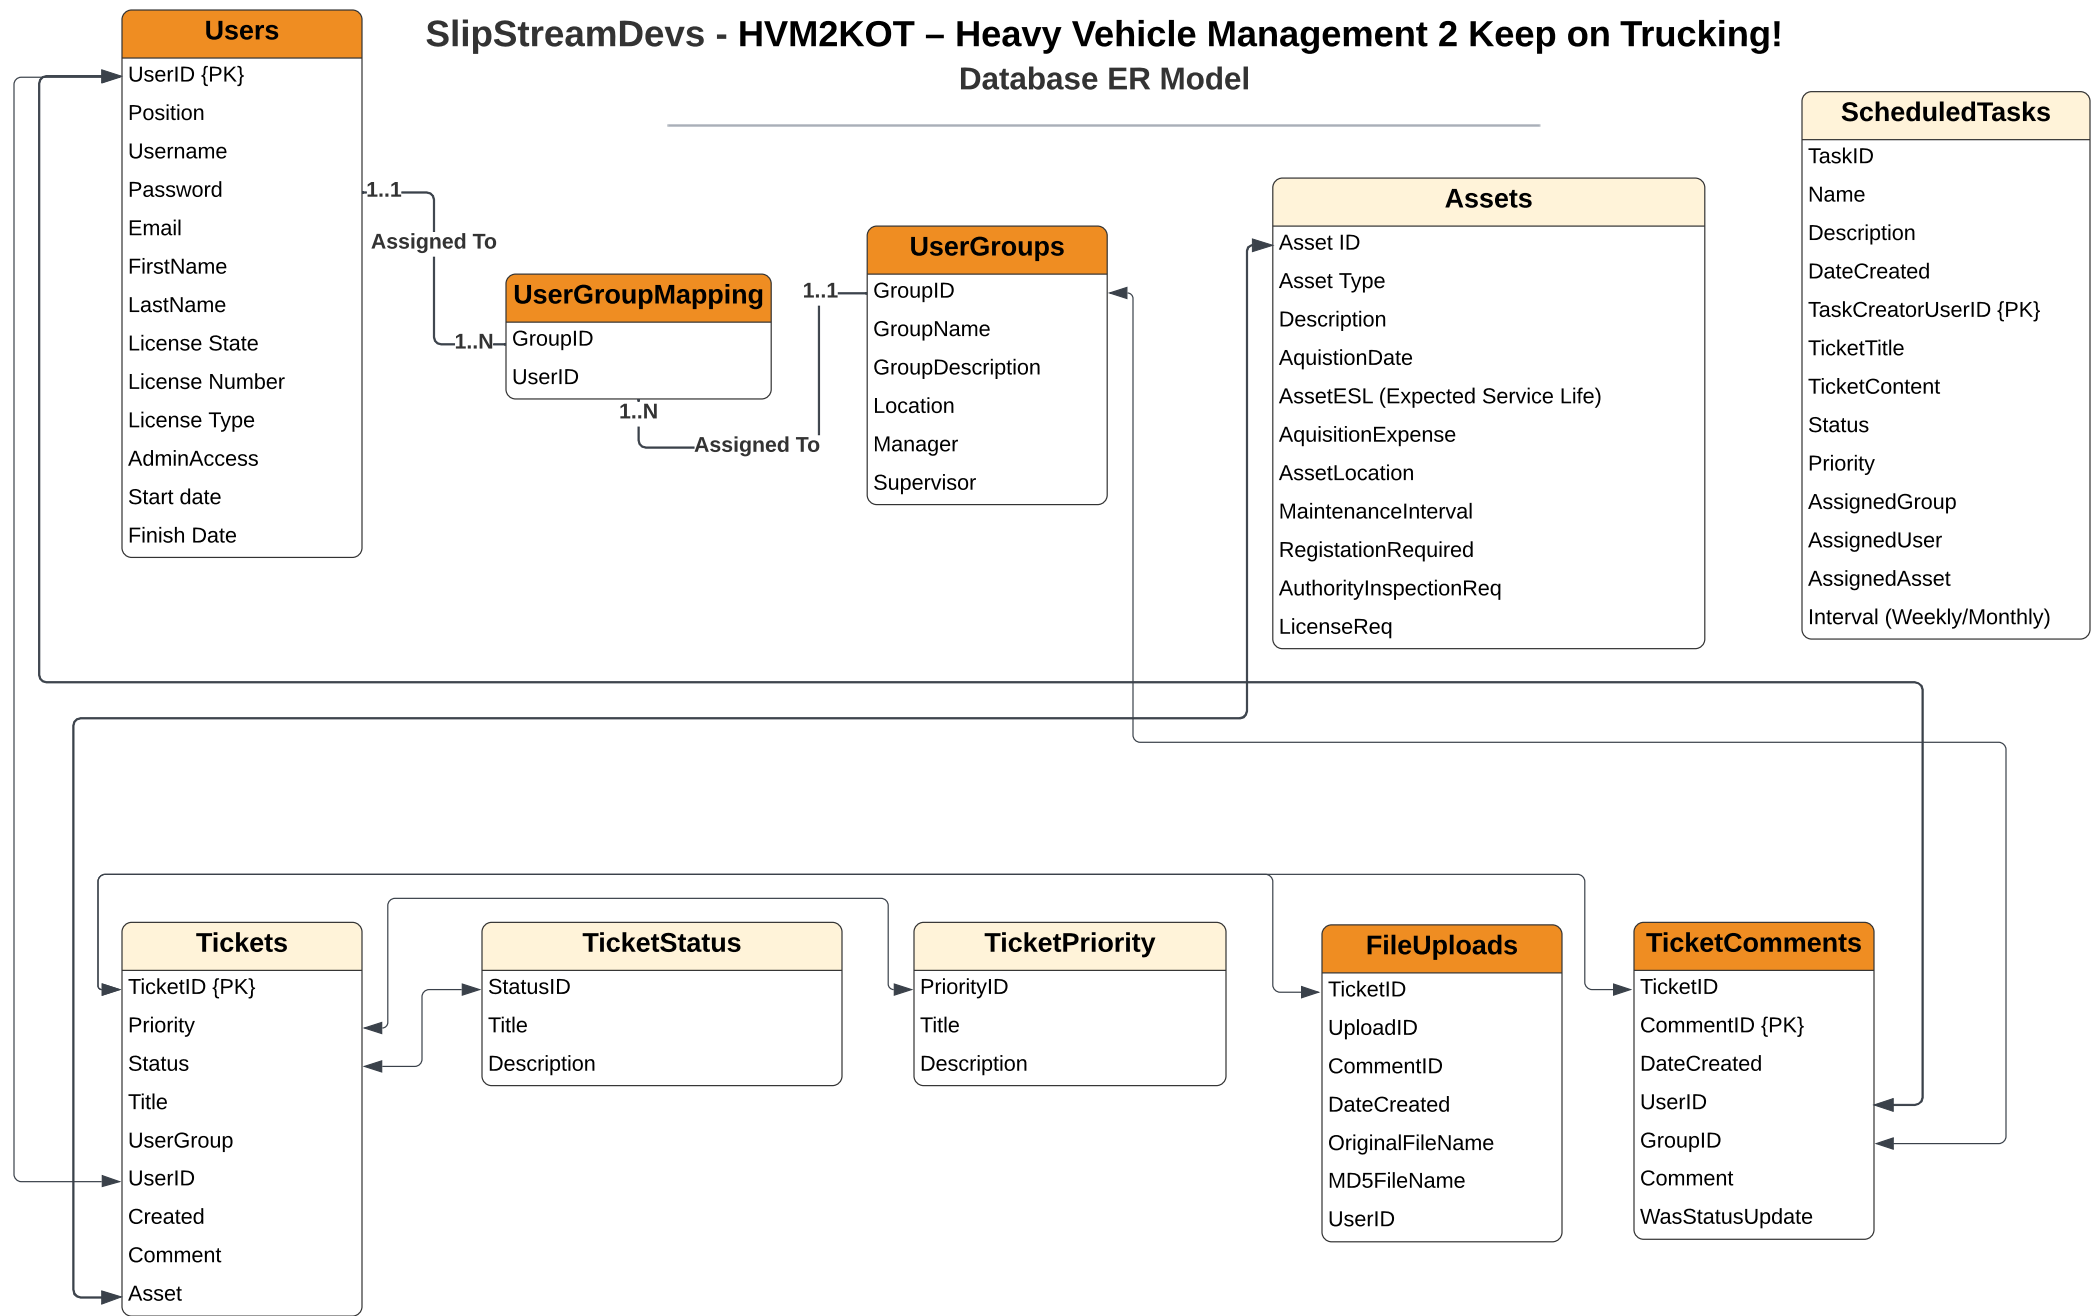 SlipStreamDevs - HVM2KOT – Heavy Vehicle Management 2 Keep on Trucking!
Database ER Model
Users
UserID {PK}
Position
Username
Password
Email
FirstName
LastName
License State
License Number
License Type
AdminAccess
Start date
Finish Date
1..1
Assigned To
1..N
UserGroupMapping
GroupID
UserID
1..N
Assigned To
1..1
UserGroups
GroupID
GroupName
GroupDescription
Location
Manager
Supervisor
Assets
Asset ID
Asset Type
Description
AquistionDate
AssetESL (Expected Service Life)
AquisitionExpense
AssetLocation
MaintenanceInterval
RegistationRequired
AuthorityInspectionReq
LicenseReq
ScheduledTasks
TaskID
Name
Description
DateCreated
TaskCreatorUserID {PK}
TicketTitle
TicketContent
Status
Priority
AssignedGroup
AssignedUser
AssignedAsset
Interval (Weekly/Monthly)
Tickets
TicketID {PK}
Priority
Status
Title
UserGroup
UserID
Created
Comment
Asset
TicketStatus
StatusID
Title
Description
TicketPriority
PriorityID
Title
Description
FileUploads
TicketID
UploadID
CommentID
DateCreated
OriginalFileName
MD5FileName
UserID
TicketComments
TicketID
CommentID {PK}
DateCreated
UserID
GroupID
Comment
WasStatusUpdate